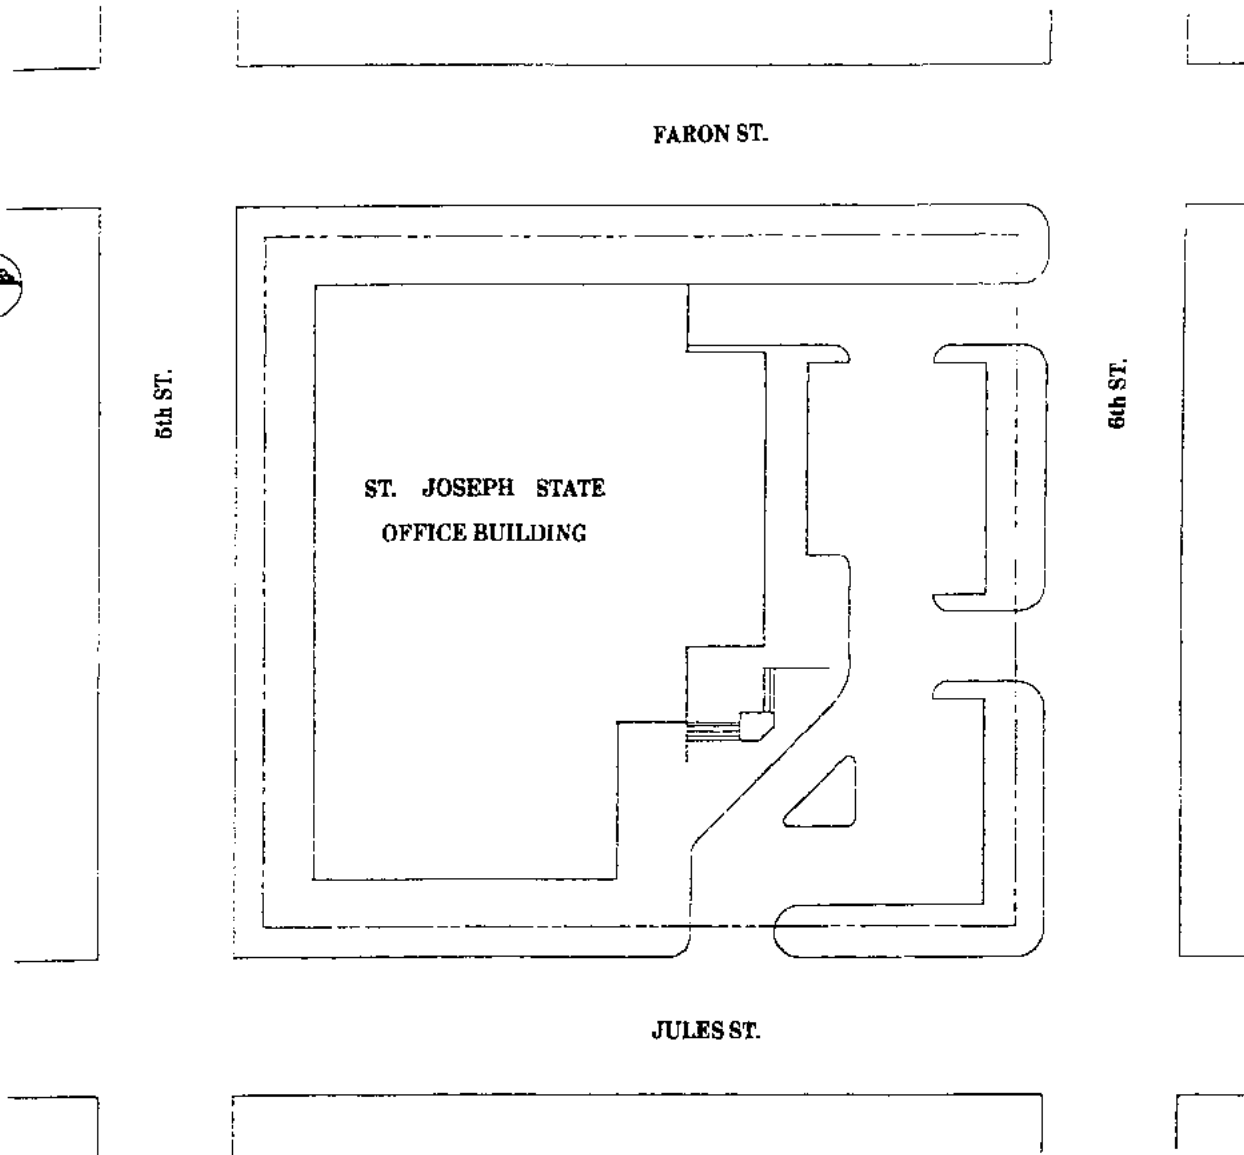 FARON ST.
5th ST.
6th ST.
ST. JOSEPH STATE
OFFICE BUILDING
JULES ST.